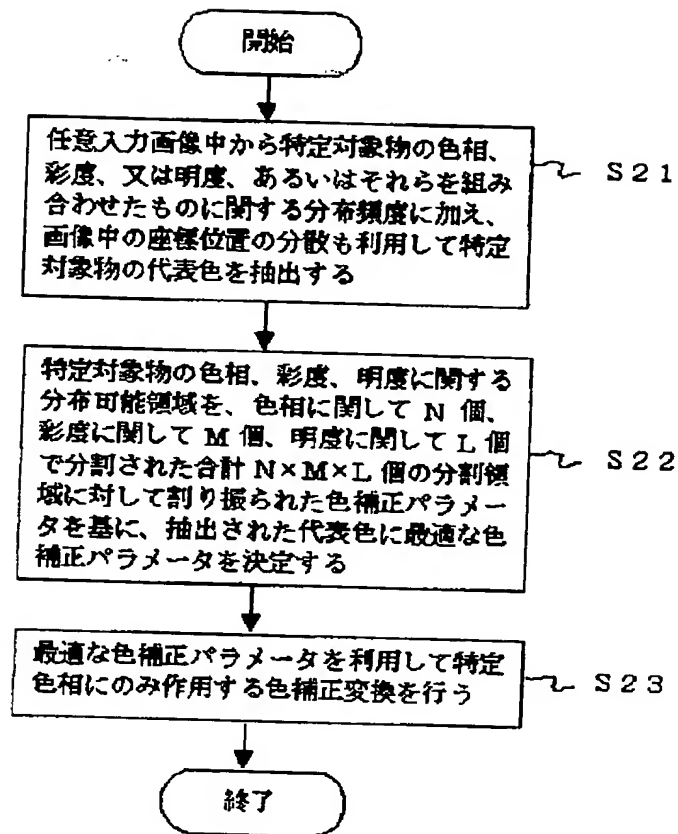 開始
任意入力画像中から特定対象物の色相、
彩度、又は明度、あるいはそれらを組み
合わせたものに関する分布頻度に加え、
画像中の座標位置の分散も利用して特定
対象物の代表色を抽出する
S21
特定対象物の色相、彩度、明度に関する
分布可能領域を、色相に関して N 個、
彩度に関して M 個、明度に関して L 個
で分割された合計 N×M×L 個の分割領
域に対して割り振られた色補正パラメー
タを基に、抽出された代表色に最適な色
補正パラメータを決定する
S22
最適な色補正パラメータを利用して特定
色相にのみ作用する色補正変換を行う
S23
終了